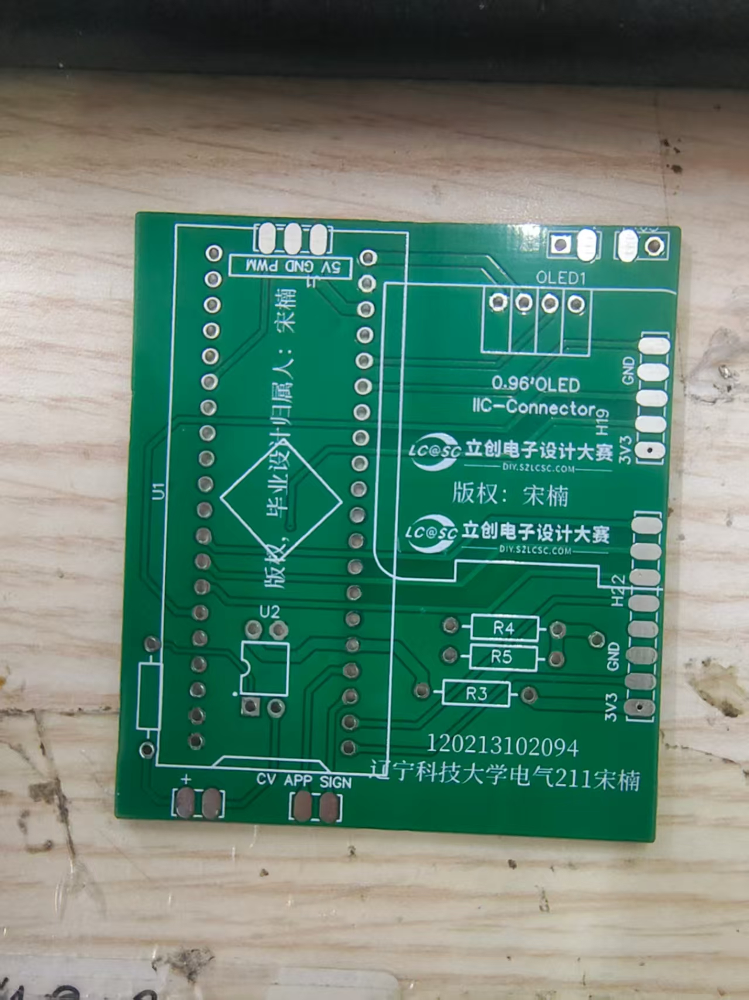 5V GND PWM
OLED1
版权，毕业设计归属人：宋楠
GND
0.96'OLED
IIC-Connector
H19
3V3
LC@SC 立创电子设计大赛
DIY.SZLCSC.COM
U1
版权：宋楠
LC@SC 立创电子设计大赛
DIY.SZLCSC.COM
H22
U2
R4
R5
GND
R3
3V3
120213102094
辽宁科技大学电气211宋楠
+
CV APP SIGN